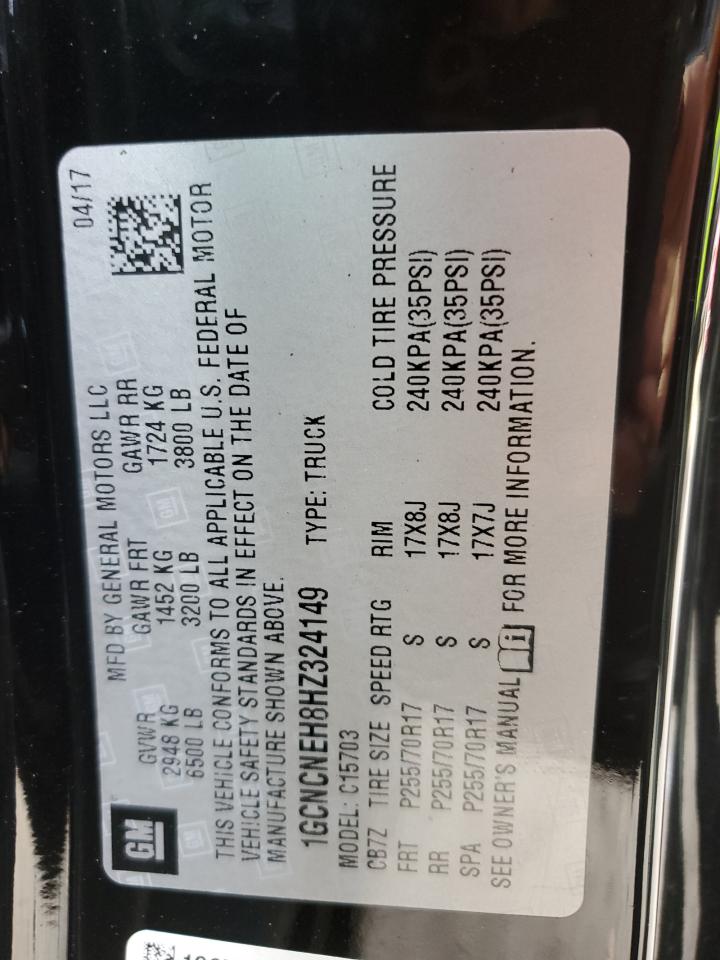 GM
MFD BY GENERAL MOTORS LLC 04/17
GVWR GAWR FRT GAWR RR
2948 KG 1452 KG 1724 KG
6500 LB 3200 LB 3800 LB
THIS VEHICLE CONFORMS TO ALL APPLICABLE U.S. FEDERAL MOTOR
VEHICLE SAFETY STANDARDS IN EFFECT ON THE DATE OF
MANUFACTURE SHOWN ABOVE.
1GCNCNEH8HZ324149 TYPE: TRUCK
MODEL: C15703
CB7Z TIRE SIZE SPEED RTG RIM COLD TIRE PRESSURE
FRT P255/70R17 S 17X8J 240KPA(35PSI)
RR P255/70R17 S 17X8J 240KPA(35PSI)
SPA P255/70R17 S 17X7J 240KPA(35PSI)
SEE OWNER'S MANUAL FOR MORE INFORMATION.